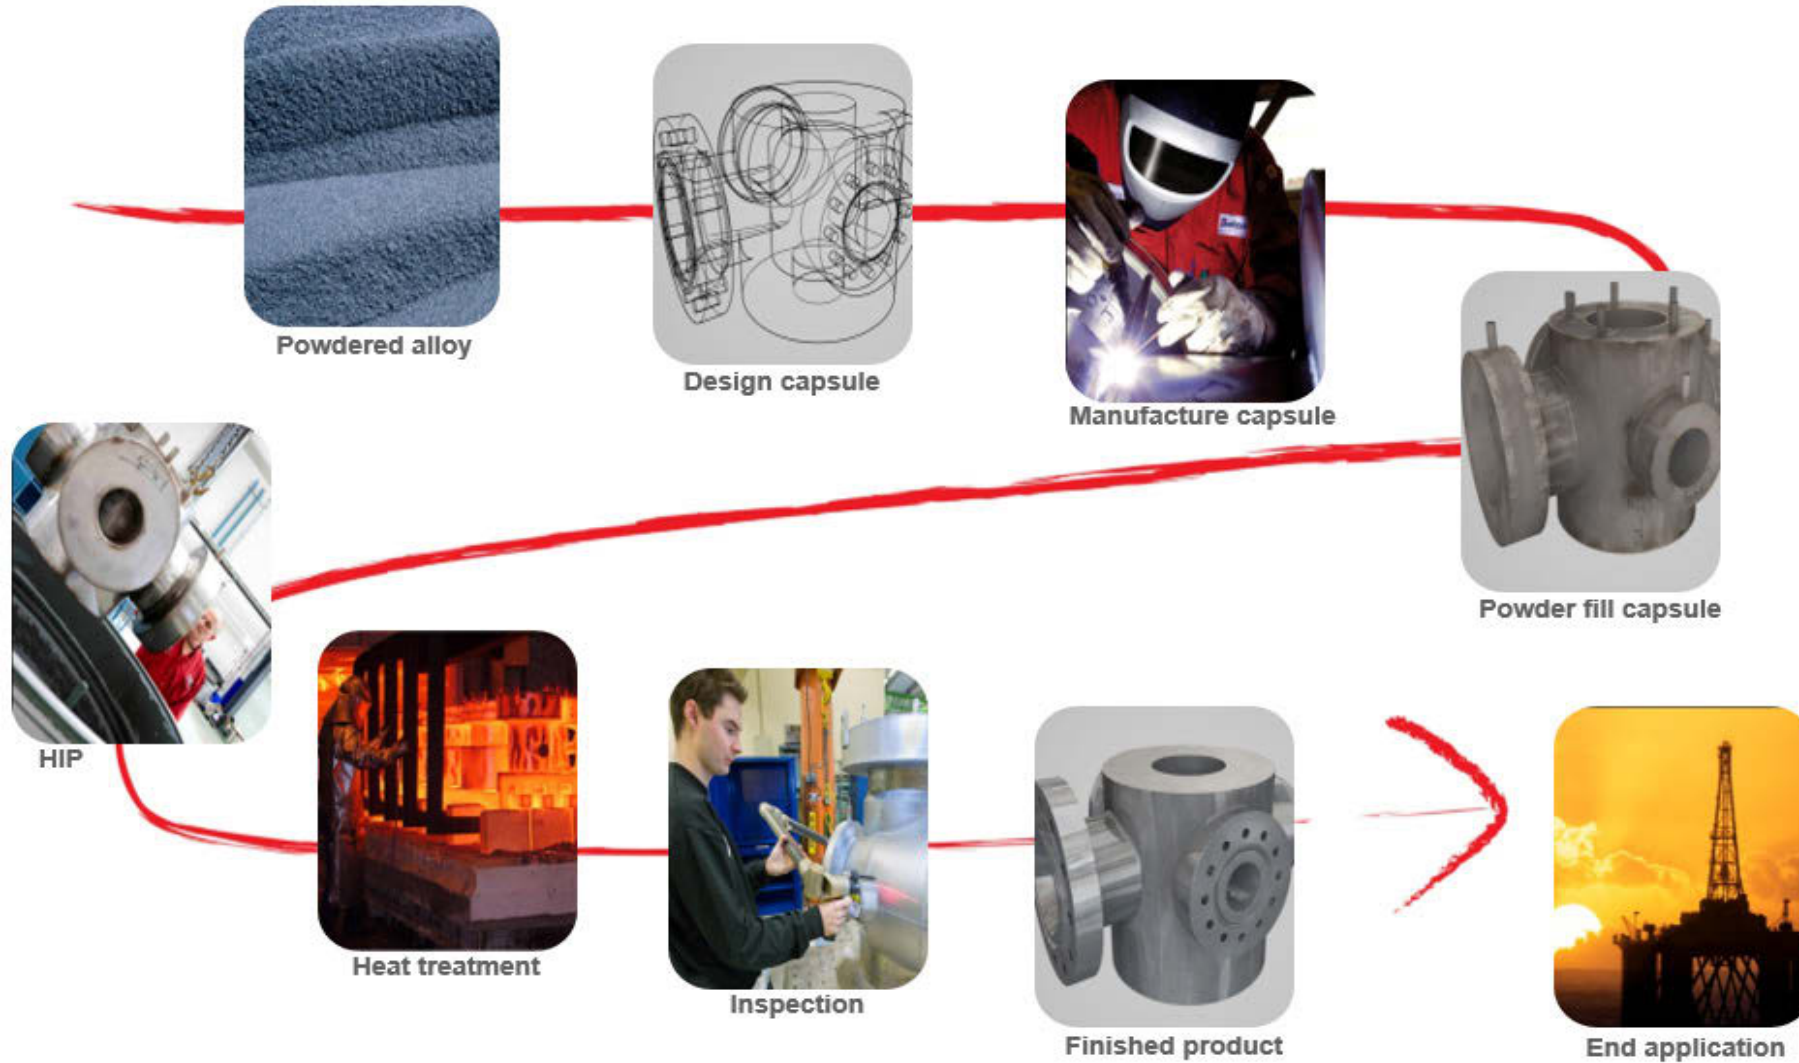 Powdered alloy
Design capsule
Manufacture capsule
Powder fill capsule
HIP
Heat treatment
Inspection
Finished product
End application